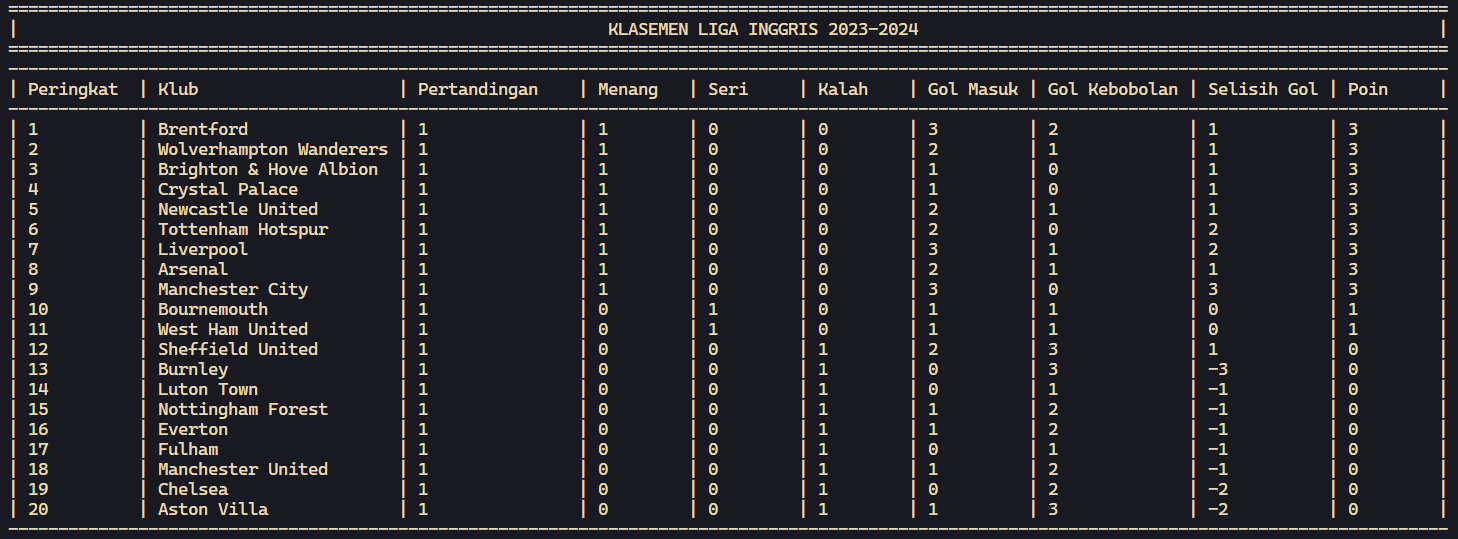 KLASEMEN LIGA INGGRIS 2023-2024
| Peringkat | Klub | Pertandingan | Menang | Seri | Kalah | Gol Masuk | Gol Kebobolan | Selisih Gol | Poin |
| 1 | Brentford | 1 | 1 | 0 | 0 | 3 | 2 | 1 | 3 |
| 2 | Wolverhampton Wanderers | 1 | 1 | 0 | 0 | 2 | 1 | 1 | 3 |
| 3 | Brighton & Hove Albion | 1 | 1 | 0 | 0 | 1 | 0 | 1 | 3 |
| 4 | Crystal Palace | 1 | 1 | 0 | 0 | 1 | 0 | 1 | 3 |
| 5 | Newcastle United | 1 | 1 | 0 | 0 | 2 | 1 | 1 | 3 |
| 6 | Tottenham Hotspur | 1 | 1 | 0 | 0 | 2 | 0 | 2 | 3 |
| 7 | Liverpool | 1 | 1 | 0 | 0 | 3 | 1 | 2 | 3 |
| 8 | Arsenal | 1 | 1 | 0 | 0 | 2 | 1 | 1 | 3 |
| 9 | Manchester City | 1 | 1 | 0 | 0 | 3 | 0 | 3 | 3 |
| 10 | Bournemouth | 1 | 0 | 1 | 0 | 1 | 1 | 0 | 1 |
| 11 | West Ham United | 1 | 0 | 1 | 0 | 1 | 1 | 0 | 1 |
| 12 | Sheffield United | 1 | 0 | 0 | 1 | 2 | 3 | 1 | 0 |
| 13 | Burnley | 1 | 0 | 0 | 1 | 0 | 3 | -3 | 0 |
| 14 | Luton Town | 1 | 0 | 0 | 1 | 0 | 1 | -1 | 0 |
| 15 | Nottingham Forest | 1 | 0 | 0 | 1 | 1 | 2 | -1 | 0 |
| 16 | Everton | 1 | 0 | 0 | 1 | 1 | 2 | -1 | 0 |
| 17 | Fulham | 1 | 0 | 0 | 1 | 0 | 1 | -1 | 0 |
| 18 | Manchester United | 1 | 0 | 0 | 1 | 1 | 2 | -1 | 0 |
| 19 | Chelsea | 1 | 0 | 0 | 1 | 0 | 2 | -2 | 0 |
| 20 | Aston Villa | 1 | 0 | 0 | 1 | 1 | 3 | -2 | 0 |